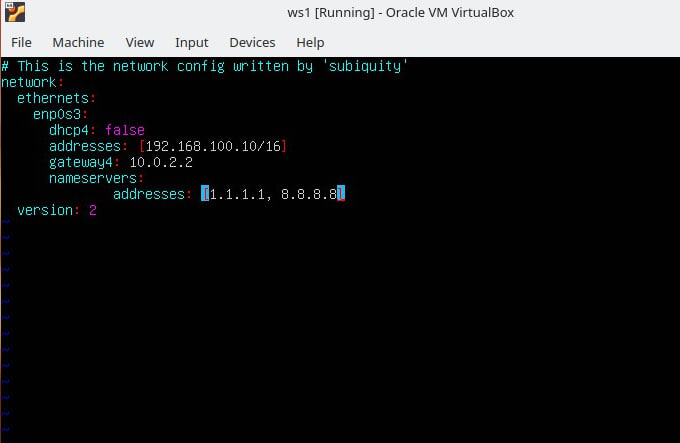 ws1 [Running] - Oracle VM VirtualBox
File Machine View Input Devices Help
# This is the network config written by 'subiquity'
network:
  ethernets:
    enp0s3:
      dhcp4: false
      addresses: [192.168.100.10/16]
      gateway4: 10.0.2.2
      nameservers:
              addresses: [1.1.1.1, 8.8.8.8]
  version: 2
~
~
~
~
~
~
~
~
~
~
~
~
~
~